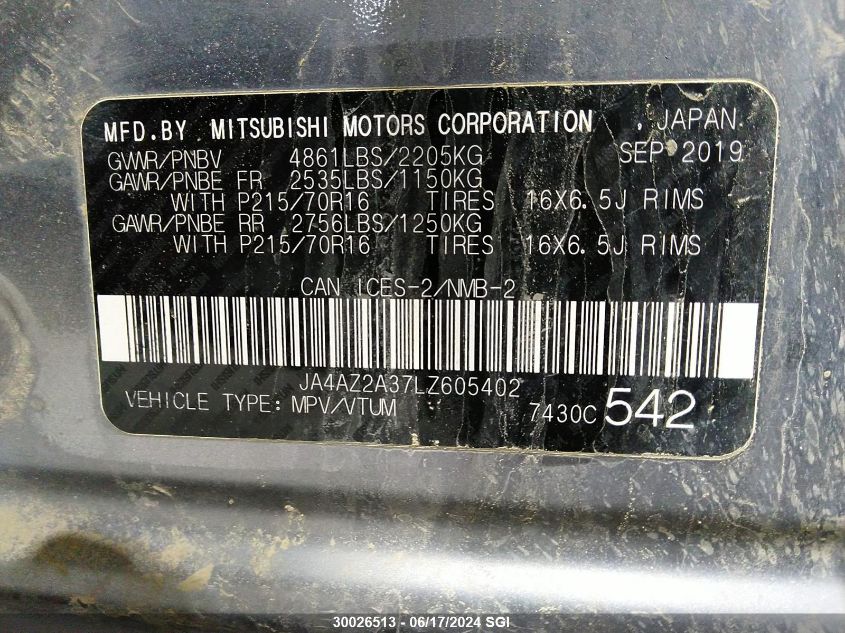 MFD.BY MITSUBISHI MOTORS CORPORATION , JAPAN
GVWR/PNBV 4861LBS/2205KG SEP 2019
GAWR/PNBE FR 2535LBS/1150KG
WITH P215/70R16 TIRES 16X6.5J RIMS
GAWR/PNBE RR 2756LBS/1250KG
WITH P215/70R16 TIRES 16X6.5J RIMS
CAN ICES-2/NMB-2
JA4AZ2A37LZ605402
VEHICLE TYPE: MPV/VTUM 7430C 542
30026513 - 06/17/2024 SGI